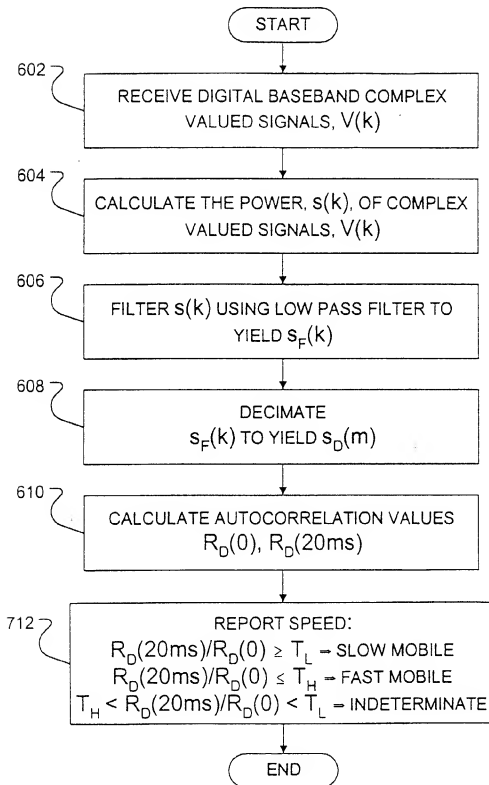 START
602
RECEIVE DIGITAL BASEBAND COMPLEX
VALUED SIGNALS, V(k)
604
CALCULATE THE POWER, s(k), OF COMPLEX
VALUED SIGNALS, V(k)
606
FILTER s(k) USING LOW PASS FILTER TO
YIELD s_F(k)
608
DECIMATE
s_F(k) TO YIELD s_D(m)
610
CALCULATE AUTOCORRELATION VALUES
R_D(0), R_D(20ms)
712
REPORT SPEED:
R_D(20ms)/R_D(0) ≥ T_L – SLOW MOBILE
R_D(20ms)/R_D(0) ≤ T_H – FAST MOBILE
T_H < R_D(20ms)/R_D(0) < T_L – INDETERMINATE
END